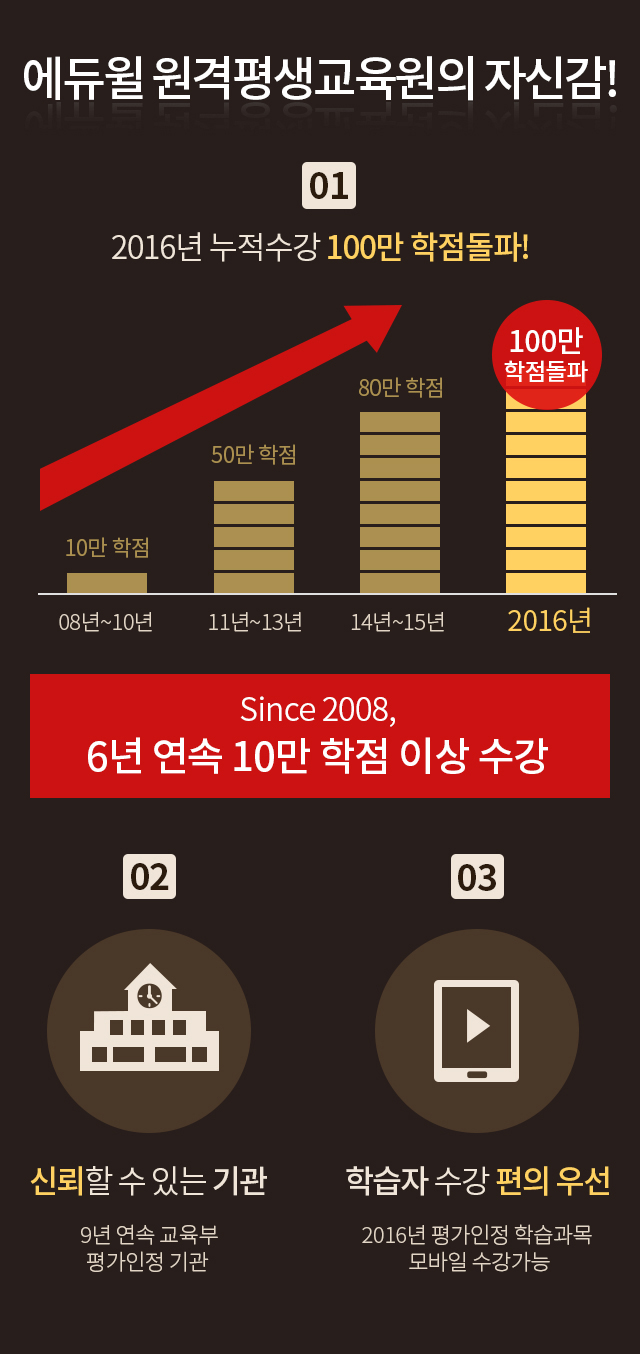 에듀윌 원격평생교육원의 자신감!
01
2016년 누적수강 100만 학점돌파!
100만
학점돌파
80만 학점
50만 학점
10만 학점
08년~10년
11년~13년
14년~15년
2016년
Since 2008,
6년 연속 10만 학점 이상 수강
02
신뢰할 수 있는 기관
9년 연속 교육부
평가인정 기관
03
학습자 수강 편의 우선
2016년 평가인정 학습과목
모바일 수강가능